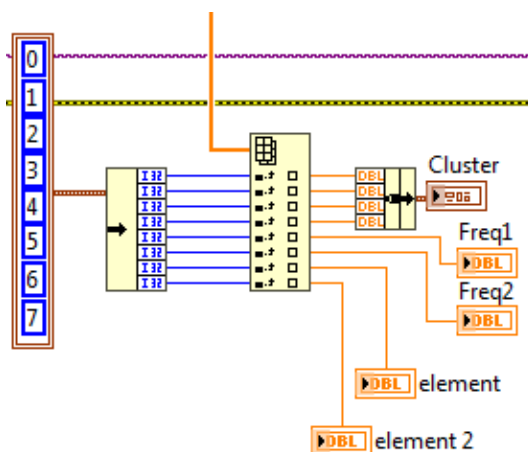 0
1
2
3
4
5
6
7
I32
I32
I32
I32
I32
I32
I32
I32
DBL
DBL
DBL
DBL
Cluster
Freq1
DBL
Freq2
DBL
DBL element
DBL element 2